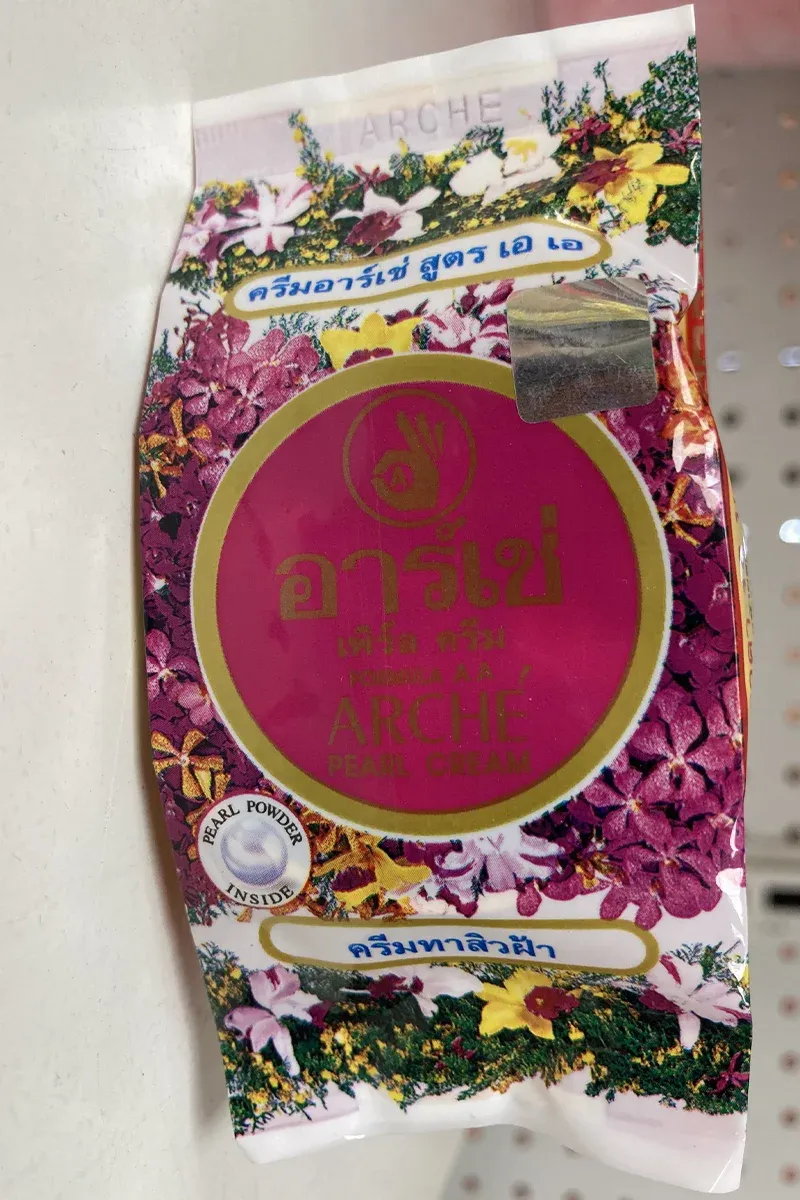 ARCHE
ครีมอาร์เช่ สูตร เอ เอ
A
อาร์เช่
เพิร์ล ครีม
FORMULA A A
ARCHÉ
PEARL CREAM
PEARL POWDER
INSIDE
ครีมทาสิวฝ้า